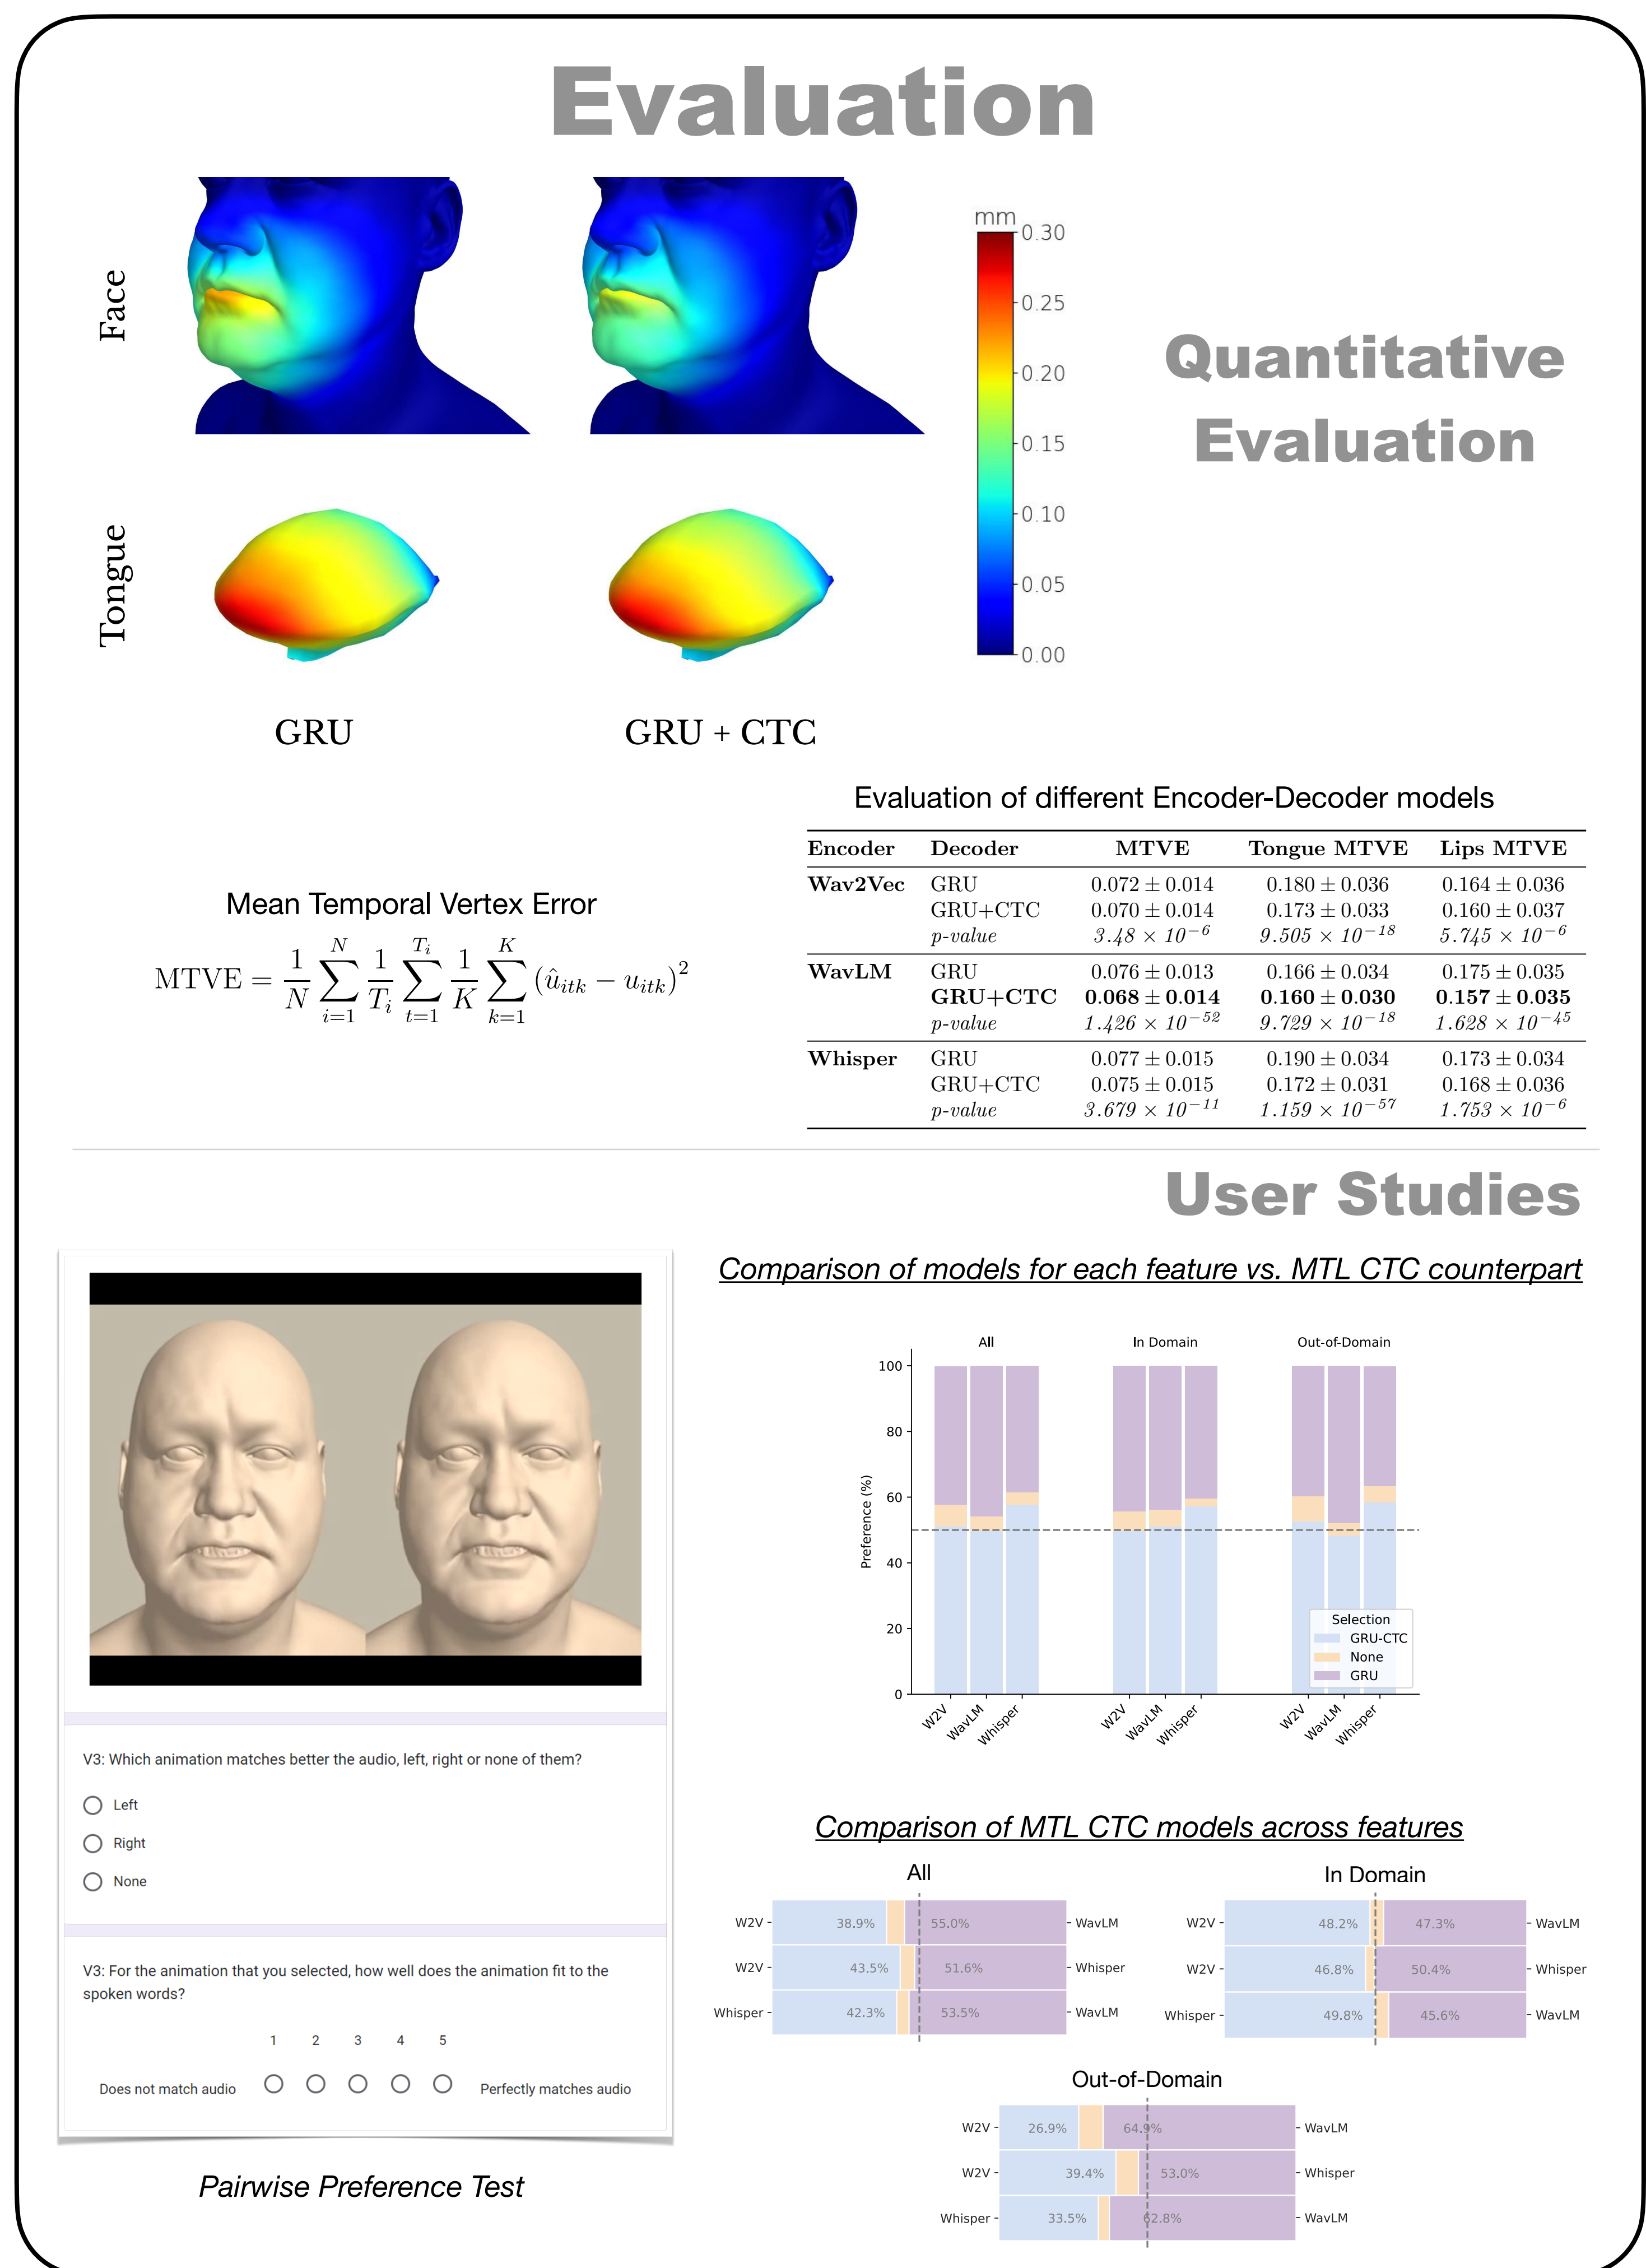 Evaluation
Face
mm
0.30
0.25
0.20
0.15
0.10
0.05
0.00
Quantitative
Evaluation
Tongue
GRU
GRU + CTC
Evaluation of different Encoder-Decoder models
Encoder Decoder MTVE Tongue MTVE Lips MTVE
Wav2Vec GRU 0.072 ± 0.014 0.180 ± 0.036 0.164 ± 0.036
GRU+CTC 0.070 ± 0.014 0.173 ± 0.033 0.160 ± 0.037
p-value 3.48 × 10⁻⁶ 9.505 × 10⁻¹⁸ 5.745 × 10⁻⁶
WavLM GRU 0.076 ± 0.013 0.166 ± 0.034 0.175 ± 0.035
GRU+CTC 0.068 ± 0.014 0.160 ± 0.030 0.157 ± 0.035
p-value 1.426 × 10⁻⁵² 9.729 × 10⁻¹⁸ 1.628 × 10⁻⁴⁵
Whisper GRU 0.077 ± 0.015 0.190 ± 0.034 0.173 ± 0.034
GRU+CTC 0.075 ± 0.015 0.172 ± 0.031 0.168 ± 0.036
p-value 3.679 × 10⁻¹¹ 1.159 × 10⁻⁵⁷ 1.753 × 10⁻⁶
Mean Temporal Vertex Error
MTVE = 1/N ∑_{i=1}^{N} 1/T_i ∑_{t=1}^{T_i} 1/K ∑_{k=1}^{K} (û_{itk} − u_{itk})²
User Studies
V3: Which animation matches better the audio, left, right or none of them?
Left
Right
None
V3: For the animation that you selected, how well does the animation fit to the
spoken words?
1 2 3 4 5
Does not match audio Perfectly matches audio
Pairwise Preference Test
Comparison of models for each feature vs. MTL CTC counterpart
All In Domain Out-of-Domain
Preference (%)
100
80
60
40
20
0
Selection
GRU-CTC
None
GRU
W2V WavLM Whisper W2V WavLM Whisper W2V WavLM Whisper
Comparison of MTL CTC models across features
All
W2V 38.9% 55.0% WavLM
W2V 43.5% 51.6% Whisper
Whisper 42.3% 53.5% WavLM
In Domain
W2V 48.2% 47.3% WavLM
W2V 46.8% 50.4% Whisper
Whisper 49.8% 45.6% WavLM
Out-of-Domain
W2V 26.9% 64.9% WavLM
W2V 39.4% 53.0% Whisper
Whisper 33.5% 62.8% WavLM